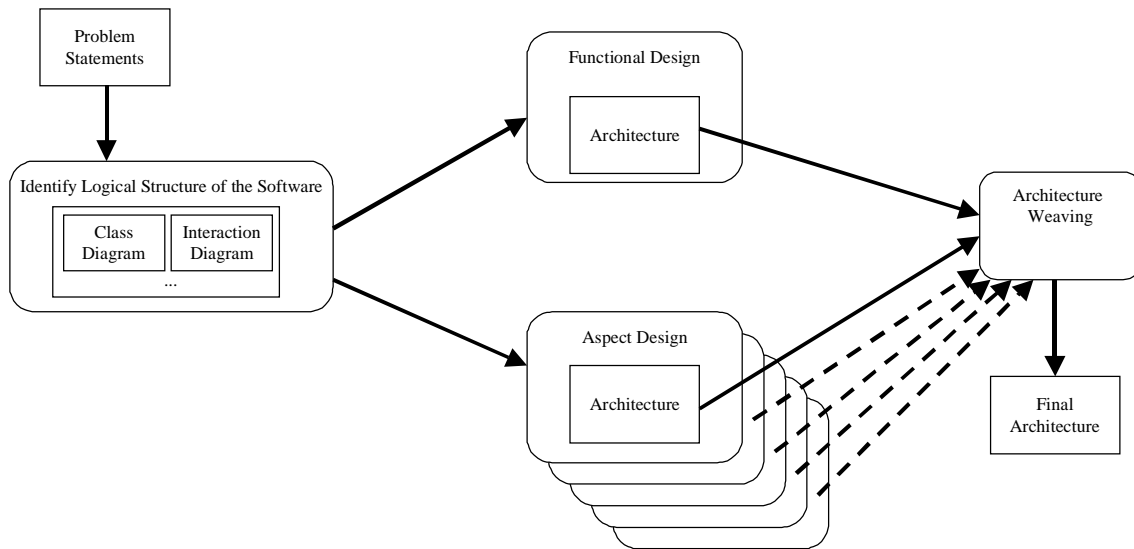 Problem
Statements
Identify Logical Structure of the Software
Class
Diagram
Interaction
Diagram
...
Functional Design
Architecture
Aspect Design
Architecture
Architecture
Weaving
Final
Architecture